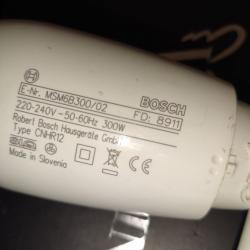 E-Nr. MSM6B300/02 BOSCH
220-240V~50-60Hz 300W FD: 8911
Robert Bosch Hausgeräte GmbH
Type CNHR12
Made in Slovenia